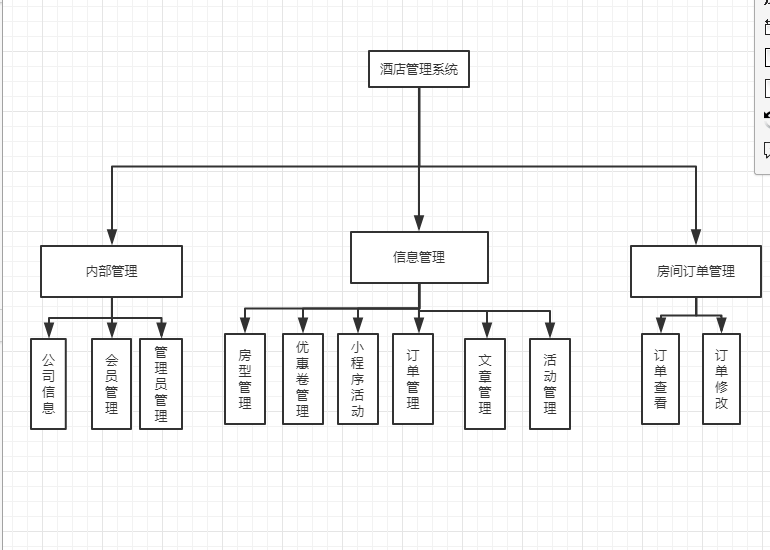 酒店管理系统
内部管理
信息管理
房间订单管理
公司信息
会员管理
管理员管理
房型管理
优惠卷管理
小程序活动
订单管理
文章管理
活动管理
订单查看
订单修改